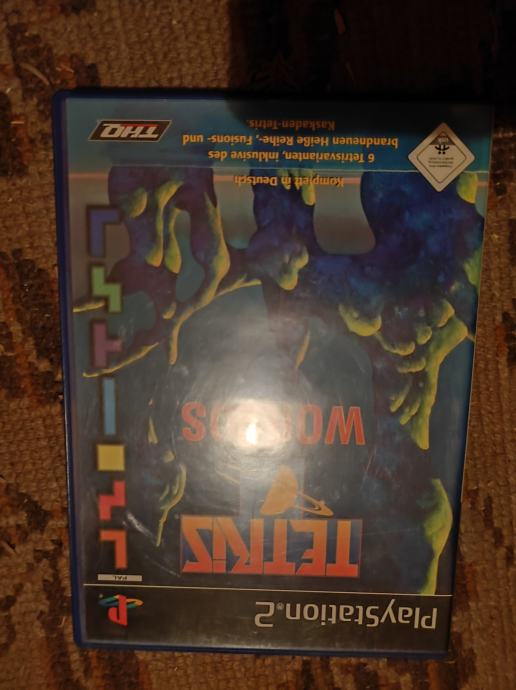 PlayStation®2
PAL
TETRIS
WORLDS
Komplett in Deutsch
6 Tetrisvarianten, inklusive des
brandneuen Heiße Reihe-, Fusions- und
Kaskaden-Tetris.
THQ